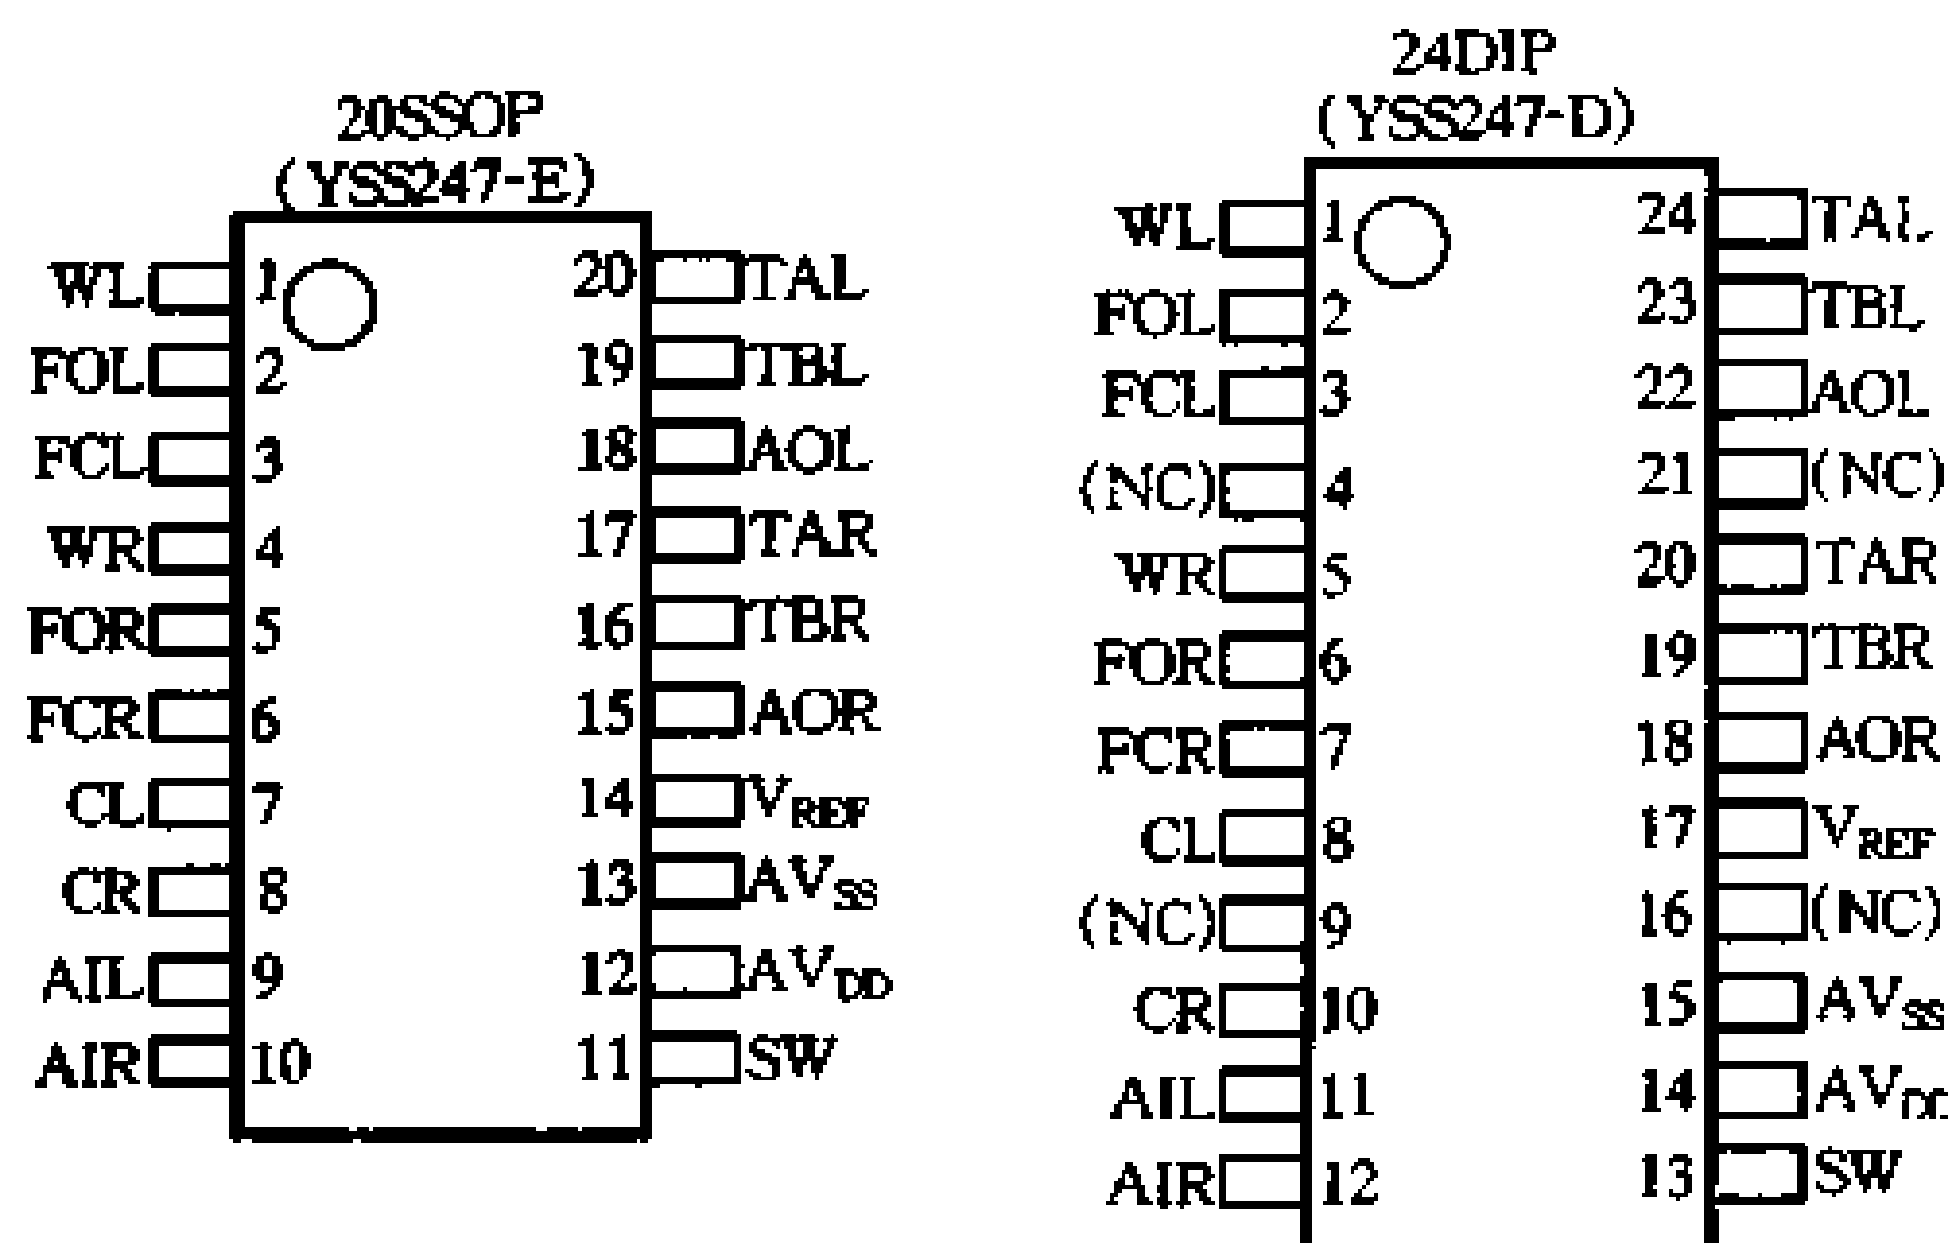 20SSOP
(YSS247-E)
WL 1 20 TAL
FOL 2 19 TBL
FCL 3 18 AOL
WR 4 17 TAR
FOR 5 16 TBR
FCR 6 15 AOR
CL 7 14 VREF
CR 8 13 AVSS
AIL 9 12 AVDD
AIR 10 11 SW
24DIP
(YSS247-D)
WL 1 24 TAL
FOL 2 23 TBL
FCL 3 22 AOL
(NC) 4 21 (NC)
WR 5 20 TAR
FOR 6 19 TBR
FCR 7 18 AOR
CL 8 17 VREF
(NC) 9 16 (NC)
CR 10 15 AVSS
AIL 11 14 AVDD
AIR 12 13 SW